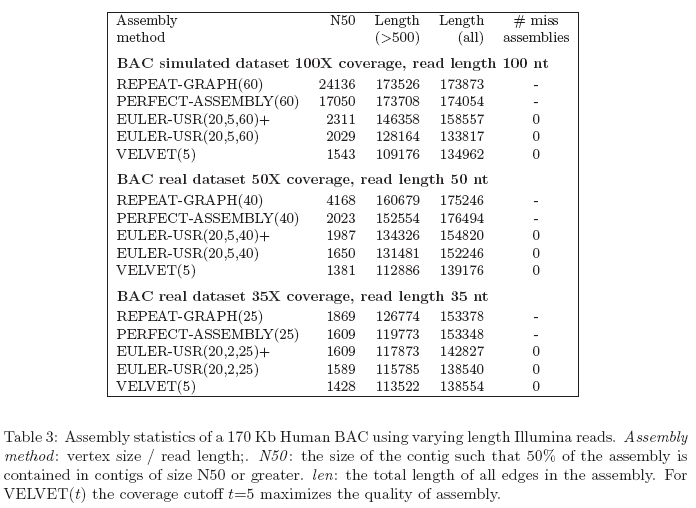 Assembly N50 Length Length # miss
method (>500) (all) assemblies
BAC simulated dataset 100X coverage, read length 100 nt
REPEAT-GRAPH(60) 24136 173526 173873 -
PERFECT-ASSEMBLY(60) 17050 173708 174054 -
EULER-USR(20,5,60)+ 2311 146358 158557 0
EULER-USR(20,5,60) 2029 128164 133817 0
VELVET(5) 1543 109176 134962 0
BAC real dataset 50X coverage, read length 50 nt
REPEAT-GRAPH(40) 4168 160679 175246 -
PERFECT-ASSEMBLY(40) 2023 152554 176494 -
EULER-USR(20,5,40)+ 1987 134326 154820 0
EULER-USR(20,5,40) 1650 131481 152246 0
VELVET(5) 1381 112886 139176 0
BAC real dataset 35X coverage, read length 35 nt
REPEAT-GRAPH(25) 1869 126774 153378 -
PERFECT-ASSEMBLY(25) 1609 119773 153348 -
EULER-USR(20,2,25)+ 1609 117873 142827 0
EULER-USR(20,2,25) 1589 115785 138540 0
VELVET(5) 1428 113522 138554 0
Table 3: Assembly statistics of a 170 Kb Human BAC using varying length Illumina reads. Assembly
method: vertex size / read length;. N50: the size of the contig such that 50% of the assembly is
contained in contigs of size N50 or greater. len: the total length of all edges in the assembly. For
VELVET(t) the coverage cutoff t=5 maximizes the quality of assembly.